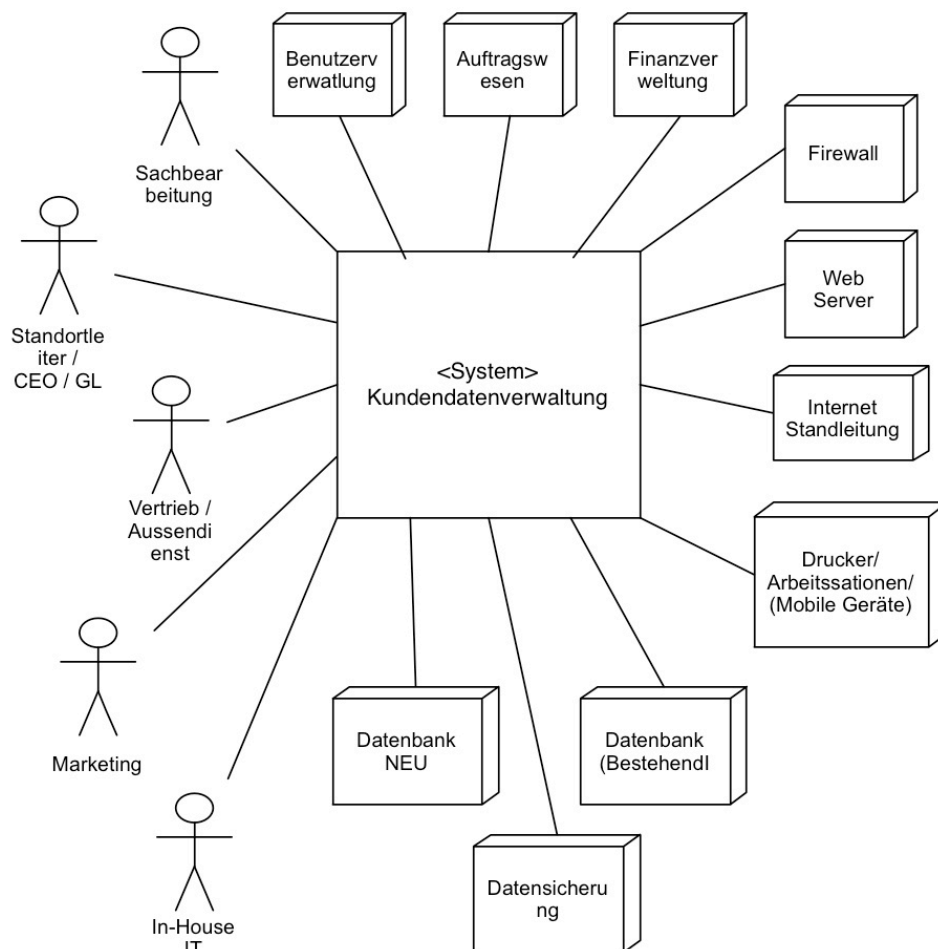 Benutzerv
erwatlung
Auftragsw
esen
Finanzver
weltung
Firewall
Sachbear
beitung
Web
Server
Standortle
iter /
CEO / GL
<System>
Kundendatenverwaltung
Internet
Standleitung
Vertrieb /
Aussendi
enst
Drucker/
Arbeitssationen/
(Mobile Geräte)
Marketing
Datenbank
NEU
Datenbank
(Bestehendl
Datensicheru
ng
In-House
IT